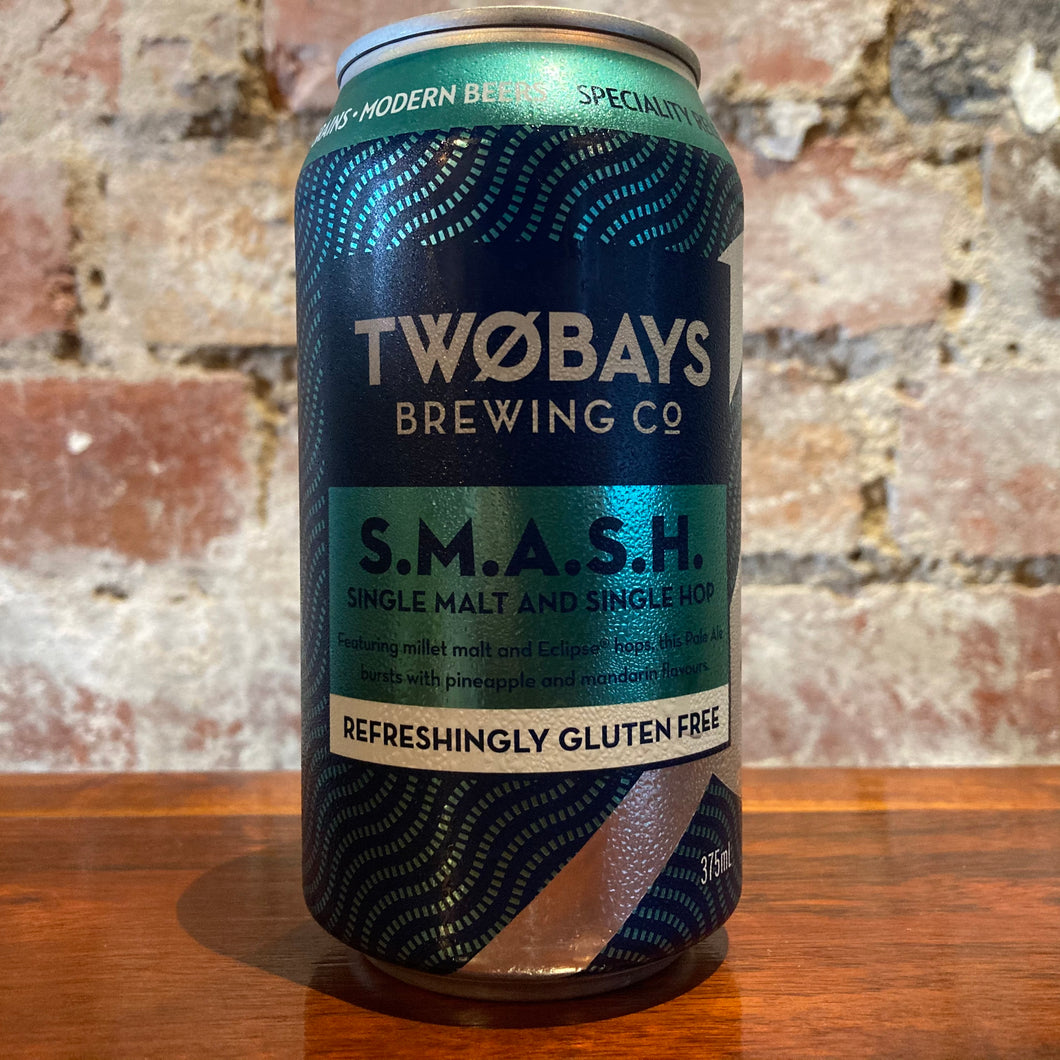 MODERN BEERS SPECIALITY
TWØBAYS
BREWING Cº
S.M.A.S.H.
SINGLE MALT AND SINGLE HOP
Featuring millet malt and Eclipse® hops, this Pale Ale
bursts with pineapple and mandarin flavours.
REFRESHINGLY GLUTEN FREE
375mL